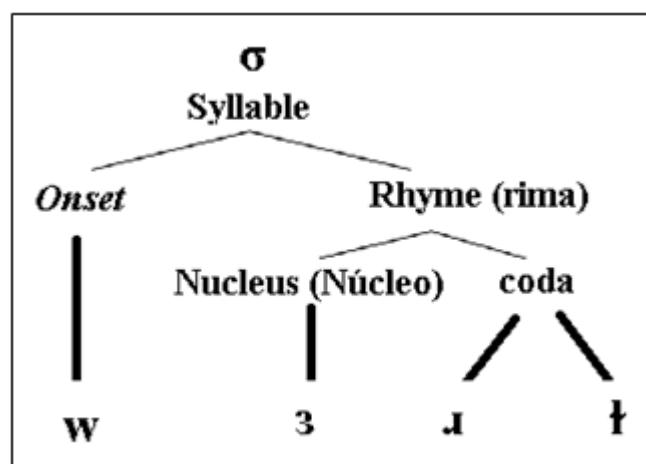 σ
Syllable
Onset Rhyme (rima)
Nucleus (Núcleo) coda
w ɜ ɹ ɫ